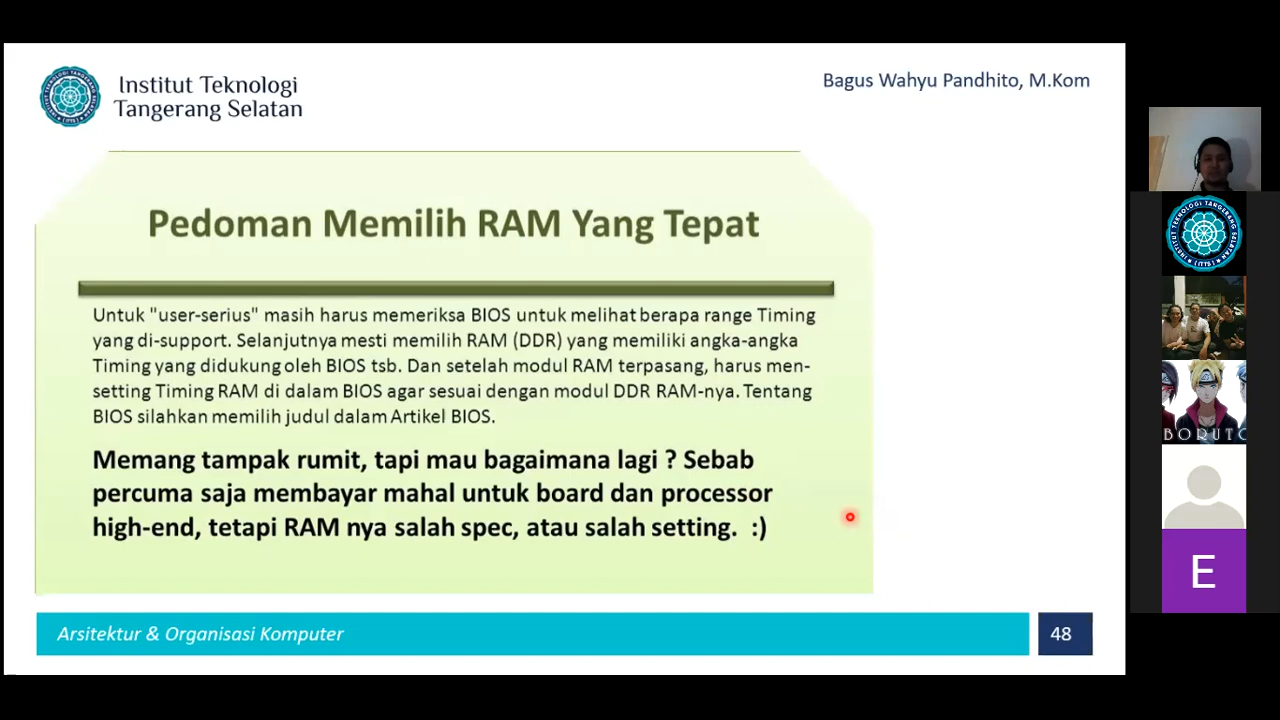 Institut Teknologi
Tangerang Selatan
Bagus Wahyu Pandhito, M.Kom
Pedoman Memilih RAM Yang Tepat
Untuk "user-serius" masih harus memeriksa BIOS untuk melihat berapa range Timing
yang di-support. Selanjutnya mesti memilih RAM (DDR) yang memiliki angka-angka
Timing yang didukung oleh BIOS tsb. Dan setelah modul RAM terpasang, harus men-
setting Timing RAM di dalam BIOS agar sesuai dengan modul DDR RAM-nya. Tentang
BIOS silahkan memilih judul dalam Artikel BIOS.
Memang tampak rumit, tapi mau bagaimana lagi ? Sebab
percuma saja membayar mahal untuk board dan processor
high-end, tetapi RAM nya salah spec, atau salah setting.  :)
Arsitektur & Organisasi Komputer
48
BORUTO
E